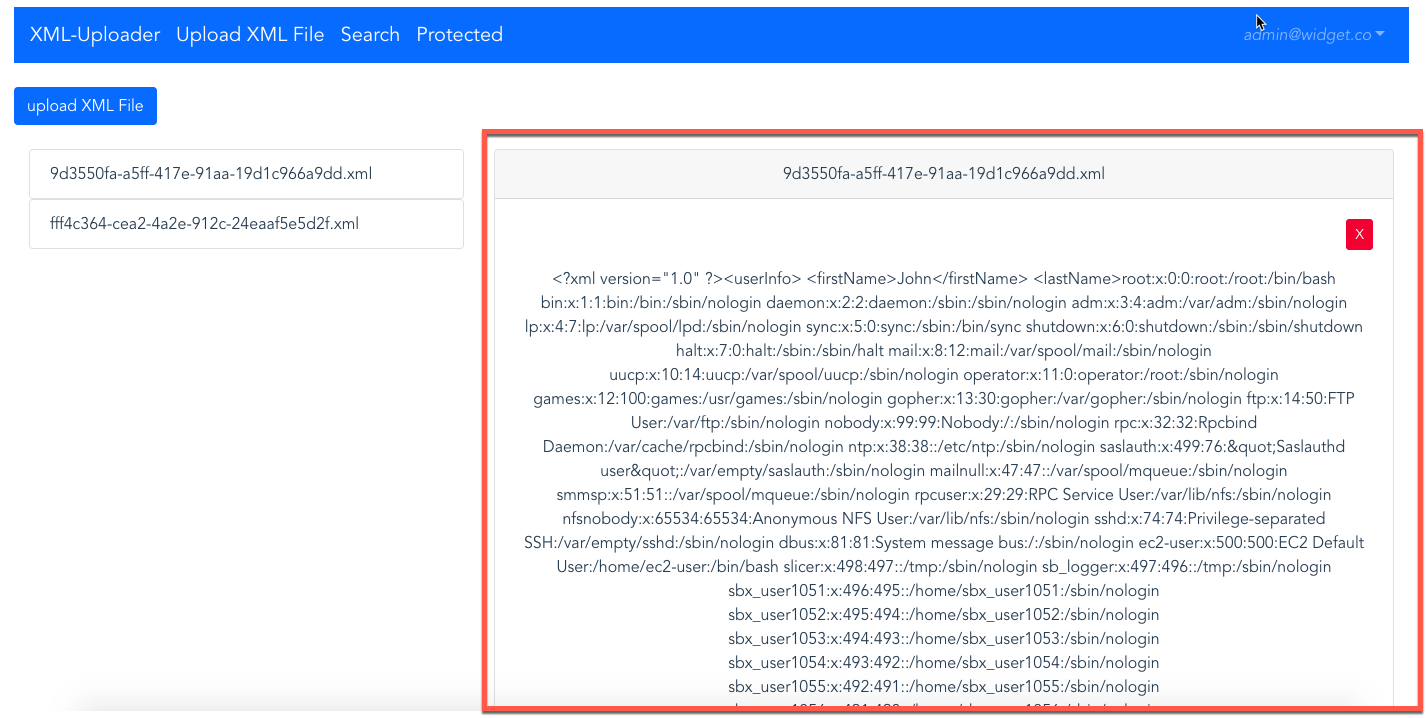 XML-Uploader Upload XML File Search Protected admin@widget.co
upload XML File
9d3550fa-a5ff-417e-91aa-19d1c966a9dd.xml
fff4c364-cea2-4a2e-912c-24eaaf5e5d2f.xml
9d3550fa-a5ff-417e-91aa-19d1c966a9dd.xml
X
<?xml version="1.0" ?><userInfo> <firstName>John</firstName> <lastName>root:x:0:0:root:/root:/bin/bash
bin:x:1:1:bin:/bin:/sbin/nologin daemon:x:2:2:daemon:/sbin:/sbin/nologin adm:x:3:4:adm:/var/adm:/sbin/nologin
lp:x:4:7:lp:/var/spool/lpd:/sbin/nologin sync:x:5:0:sync:/sbin:/bin/sync shutdown:x:6:0:shutdown:/sbin:/sbin/shutdown
halt:x:7:0:halt:/sbin:/sbin/halt mail:x:8:12:mail:/var/spool/mail:/sbin/nologin
uucp:x:10:14:uucp:/var/spool/uucp:/sbin/nologin operator:x:11:0:operator:/root:/sbin/nologin
games:x:12:100:games:/usr/games:/sbin/nologin gopher:x:13:30:gopher:/var/gopher:/sbin/nologin ftp:x:14:50:FTP
User:/var/ftp:/sbin/nologin nobody:x:99:99:Nobody:/:/sbin/nologin rpc:x:32:32:Rpcbind
Daemon:/var/cache/rpcbind:/sbin/nologin ntp:x:38:38::/etc/ntp:/sbin/nologin saslauth:x:499:76:&quot;Saslauthd
user&quot;:/var/empty/saslauth:/sbin/nologin mailnull:x:47:47::/var/spool/mqueue:/sbin/nologin
smmsp:x:51:51::/var/spool/mqueue:/sbin/nologin rpcuser:x:29:29:RPC Service User:/var/lib/nfs:/sbin/nologin
nfsnobody:x:65534:65534:Anonymous NFS User:/var/lib/nfs:/sbin/nologin sshd:x:74:74:Privilege-separated
SSH:/var/empty/sshd:/sbin/nologin dbus:x:81:81:System message bus:/:/sbin/nologin ec2-user:x:500:500:EC2 Default
User:/home/ec2-user:/bin/bash slicer:x:498:497::/tmp:/sbin/nologin sb_logger:x:497:496::/tmp:/sbin/nologin
sbx_user1051:x:496:495::/home/sbx_user1051:/sbin/nologin
sbx_user1052:x:495:494::/home/sbx_user1052:/sbin/nologin
sbx_user1053:x:494:493::/home/sbx_user1053:/sbin/nologin
sbx_user1054:x:493:492::/home/sbx_user1054:/sbin/nologin
sbx_user1055:x:492:491::/home/sbx_user1055:/sbin/nologin